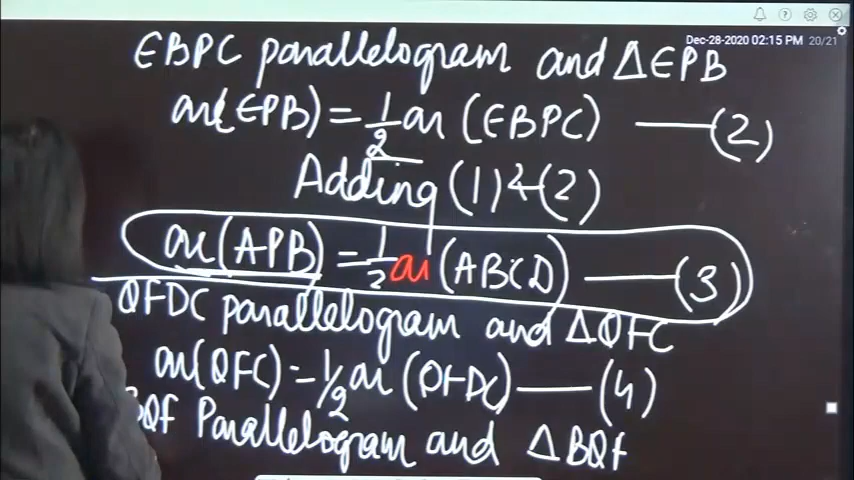 Dec-28-2020 02:15 PM 20/21
EBPC parallelogram and ΔEPB
ar(EPB) = 1/2 ar (EBPC) — (2)
Adding (1) & (2)
ar(APB) = 1/2 ar (ABCD) — (3)
QFDC parallelogram and ΔQFC
ar(QFC) = 1/2 ar (QFDC) — (4)
BQF Parallelogram and ΔBQF